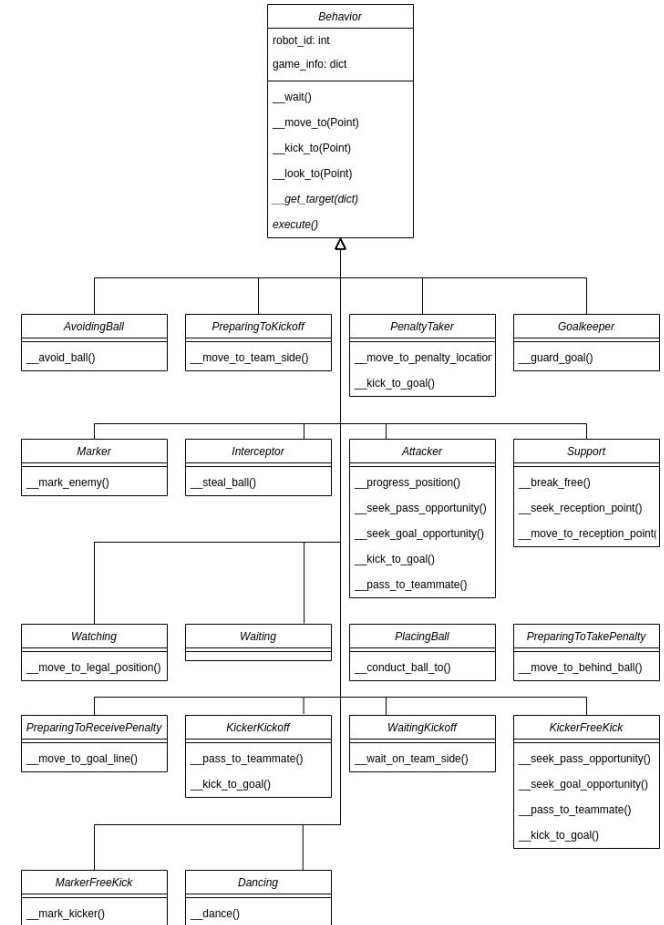 Behavior
robot_id: int
game_info: dict
__wait()
__move_to(Point)
__kick_to(Point)
__look_to(Point)
__get_target(dict)
execute()
AvoidingBall
__avoid_ball()
PreparingToKickoff
__move_to_team_side()
PenaltyTaker
__move_to_penalty_location
__kick_to_goal()
Goalkeeper
__guard_goal()
Marker
__mark_enemy()
Interceptor
__steal_ball()
Attacker
__progress_position()
__seek_pass_opportunity()
__seek_goal_opportunity()
__kick_to_goal()
__pass_to_teammate()
Support
__break_free()
__seek_reception_point()
__move_to_reception_point(
Watching
__move_to_legal_position()
Waiting
PlacingBall
__conduct_ball_to()
PreparingToTakePenalty
__move_to_behind_ball()
PreparingToReceivePenalty
__move_to_goal_line()
KickerKickoff
__pass_to_teammate()
__kick_to_goal()
WaitingKickoff
__wait_on_team_side()
KickerFreeKick
__seek_pass_opportunity()
__seek_goal_opportunity()
__pass_to_teammate()
__kick_to_goal()
MarkerFreeKick
__mark_kicker()
Dancing
__dance()